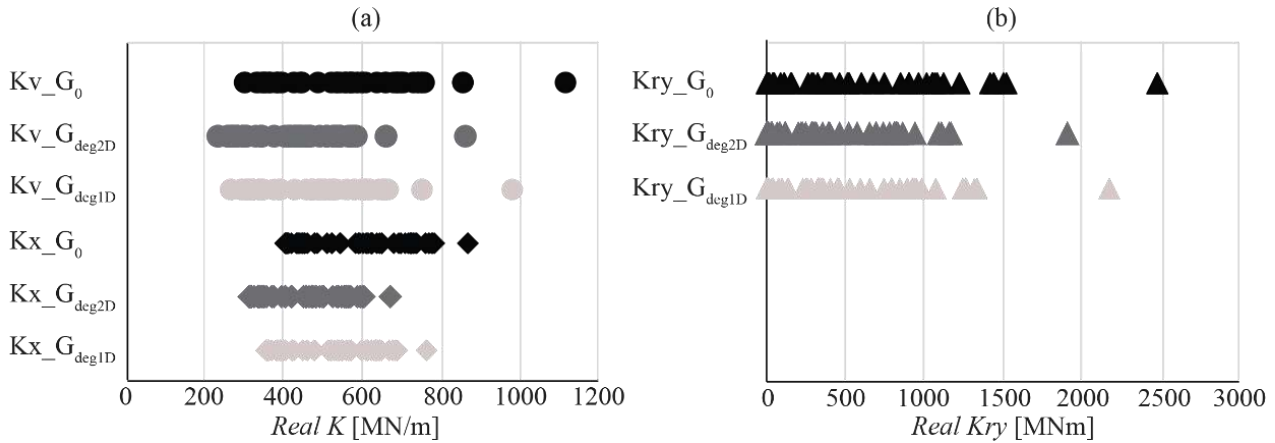 (a)
Kv_G0
Kv_Gdeg2D
Kv_Gdeg1D
Kx_G0
Kx_Gdeg2D
Kx_Gdeg1D
0 200 400 600 800 1000 1200
Real K [MN/m]
(b)
Kry_G0
Kry_Gdeg2D
Kry_Gdeg1D
0 500 1000 1500 2000 2500 3000
Real Kry [MNm]